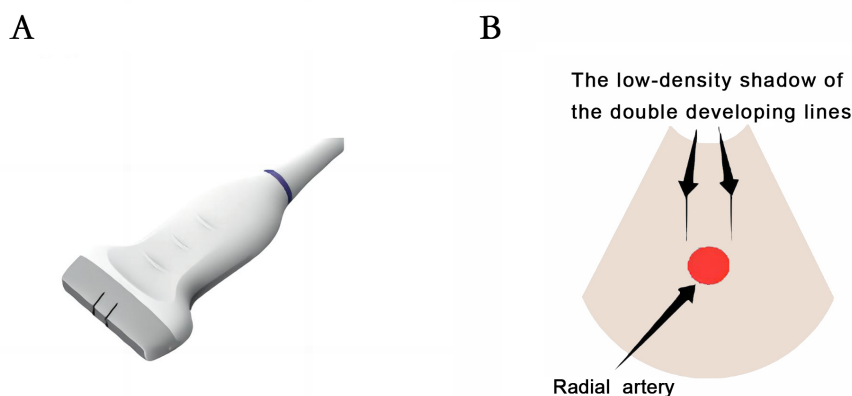 A
B
The low-density shadow of
the double developing lines
Radial artery